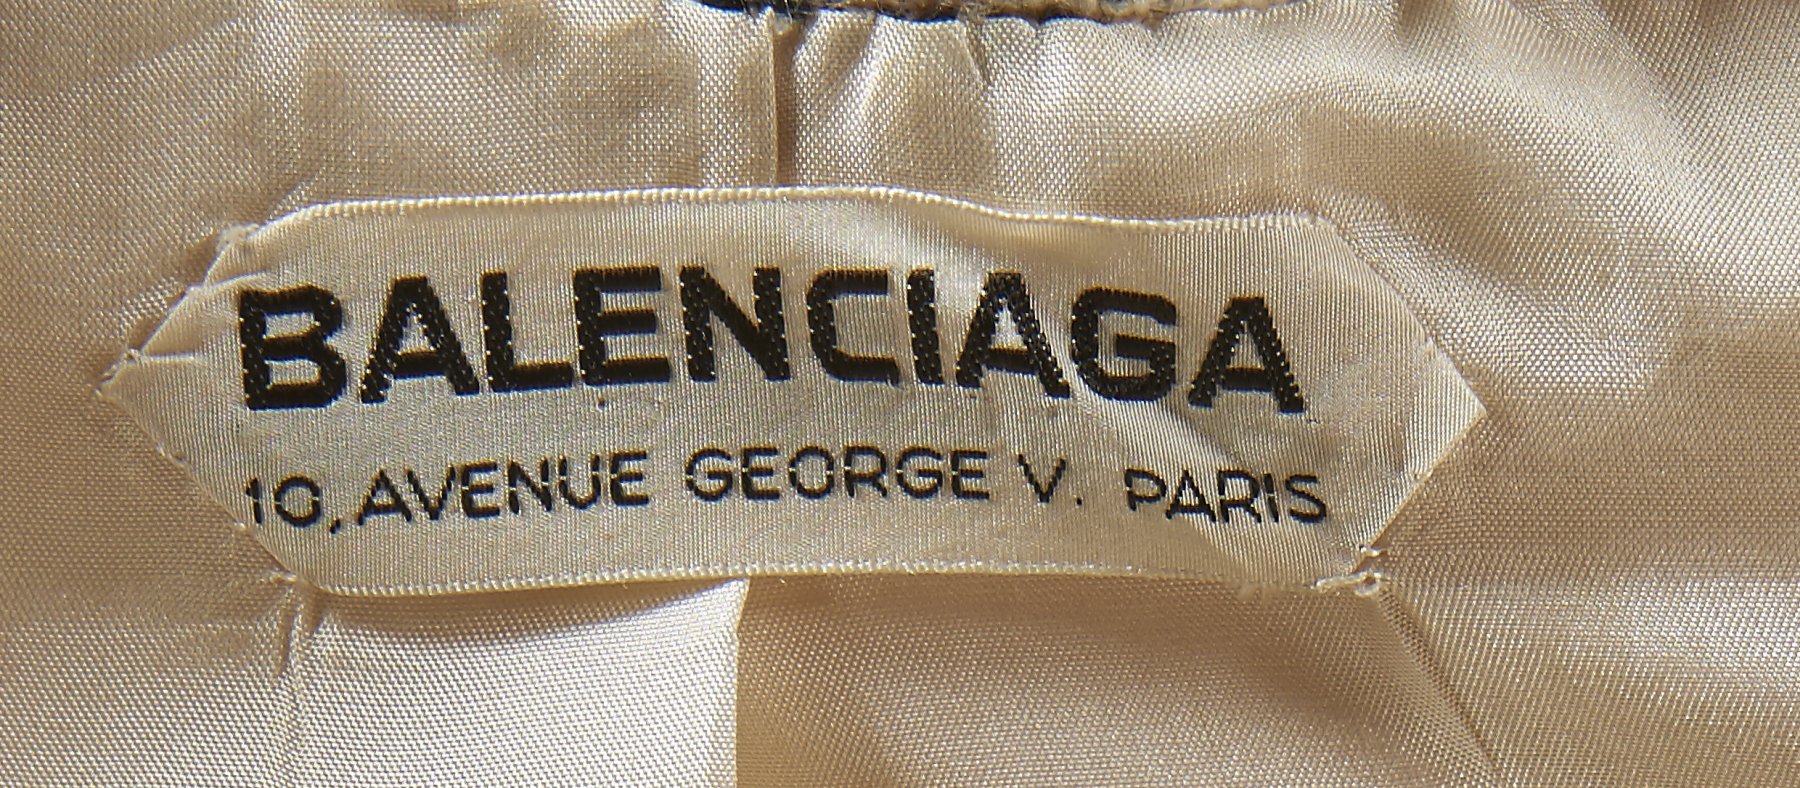 BALENCIAGA
10, AVENUE GEORGE V. PARIS